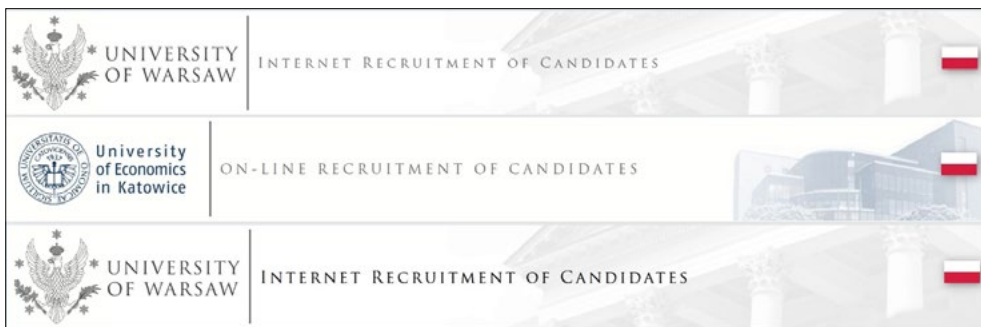 UNIVERSITY
OF WARSAW
INTERNET RECRUITMENT OF CANDIDATES
University
of Economics
in Katowice
ON-LINE RECRUITMENT OF CANDIDATES
UNIVERSITY
OF WARSAW
INTERNET RECRUITMENT OF CANDIDATES